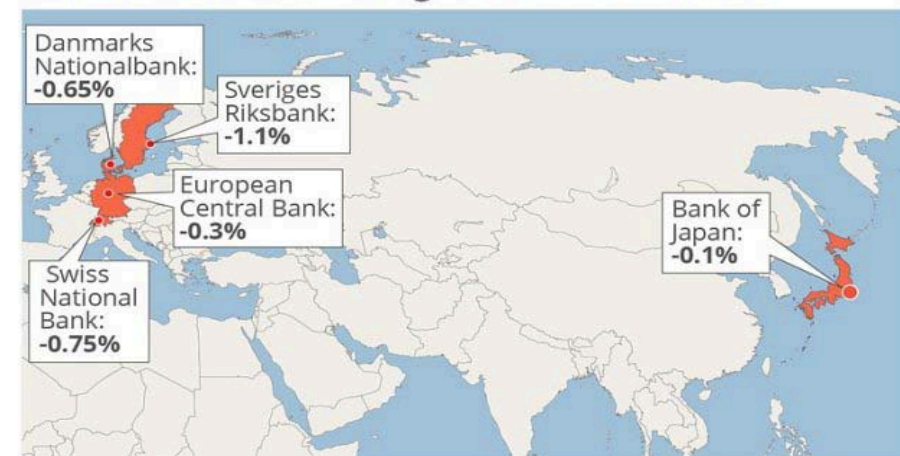 Danmarks
Nationalbank:
-0.65%
Sveriges
Riksbank:
-1.1%
European
Central Bank:
-0.3%
Swiss
National
Bank:
-0.75%
Bank of
Japan:
-0.1%